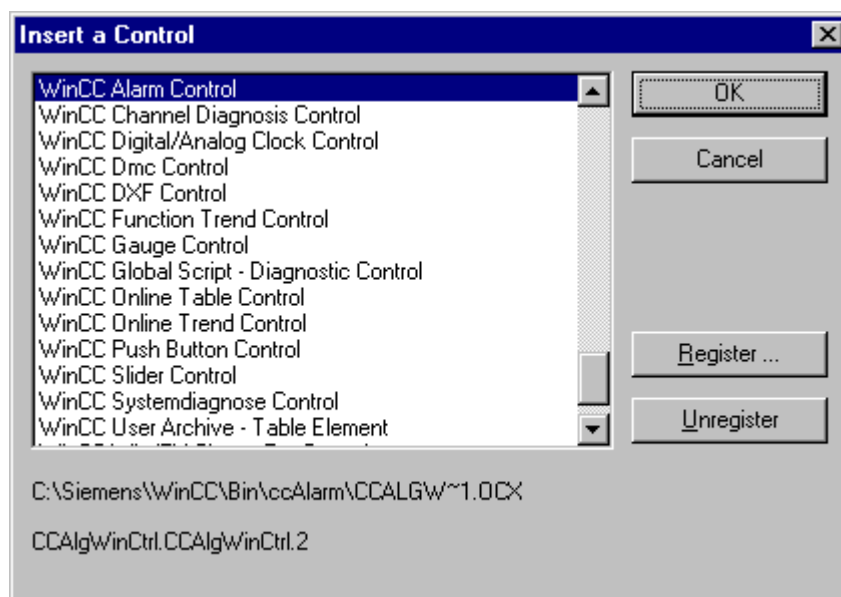 Insert a Control
WinCC Alarm Control
WinCC Channel Diagnosis Control
WinCC Digital/Analog Clock Control
WinCC Dmc Control
WinCC DXF Control
WinCC Function Trend Control
WinCC Gauge Control
WinCC Global Script - Diagnostic Control
WinCC Online Table Control
WinCC Online Trend Control
WinCC Push Button Control
WinCC Slider Control
WinCC Systemdiagnose Control
WinCC User Archive - Table Element
OK
Cancel
Register ...
Unregister
C:\Siemens\WinCC\Bin\ccAlarm\CCALGW~1.OCX
CCAlgWinCtrl.CCAlgWinCtrl.2